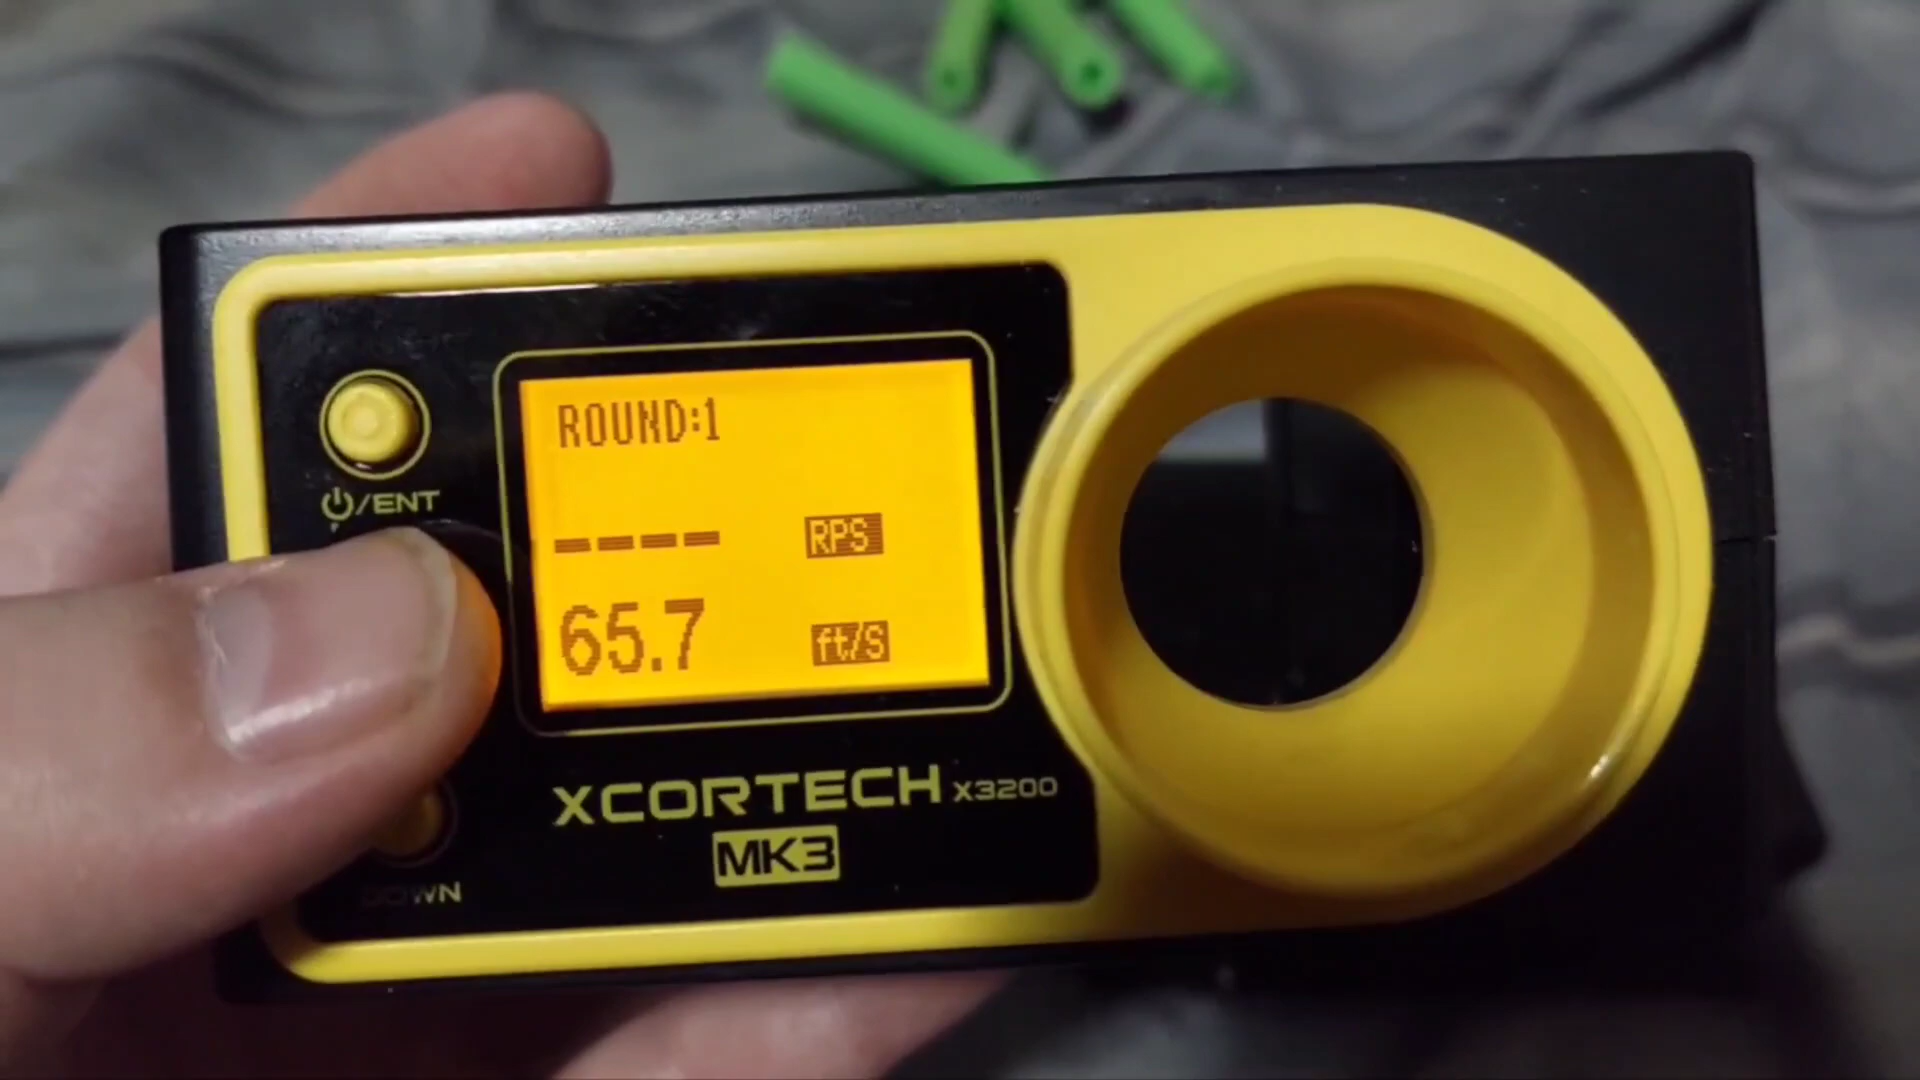 ROUND:1
---- RPS
65.7 ft/S
⏻/ENT
DOWN
XCORTECH X3200
MK3